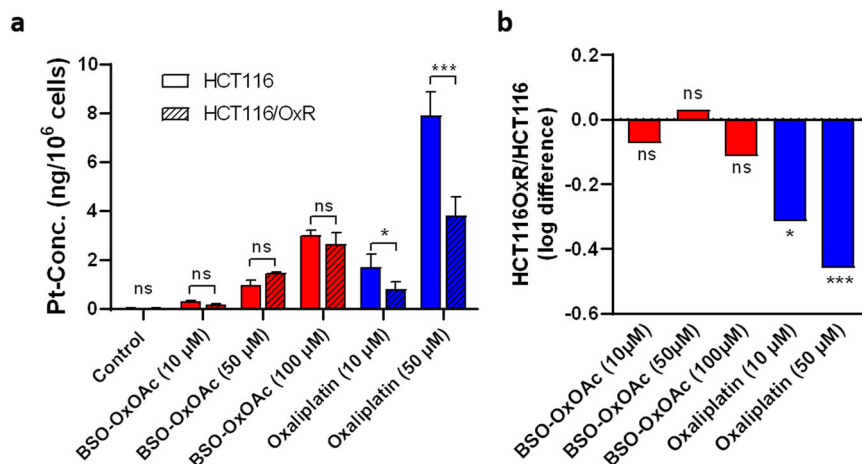 a
Pt-Conc. (ng/10⁶ cells)
10
8
6
4
2
0
HCT116
HCT116/OxR
ns
ns
ns
ns
*
***
Control
BSO-OxOAc (10 µM)
BSO-OxOAc (50 µM)
BSO-OxOAc (100 µM)
Oxaliplatin (10 µM)
Oxaliplatin (50 µM)
b
HCT116OxR/HCT116
(log difference)
0.2
0.0
-0.2
-0.4
-0.6
ns
ns
ns
*
***
BSO-OxOAc (10µM)
BSO-OxOAc (50µM)
BSO-OxOAc (100µM)
Oxaliplatin (10 µM)
Oxaliplatin (50 µM)